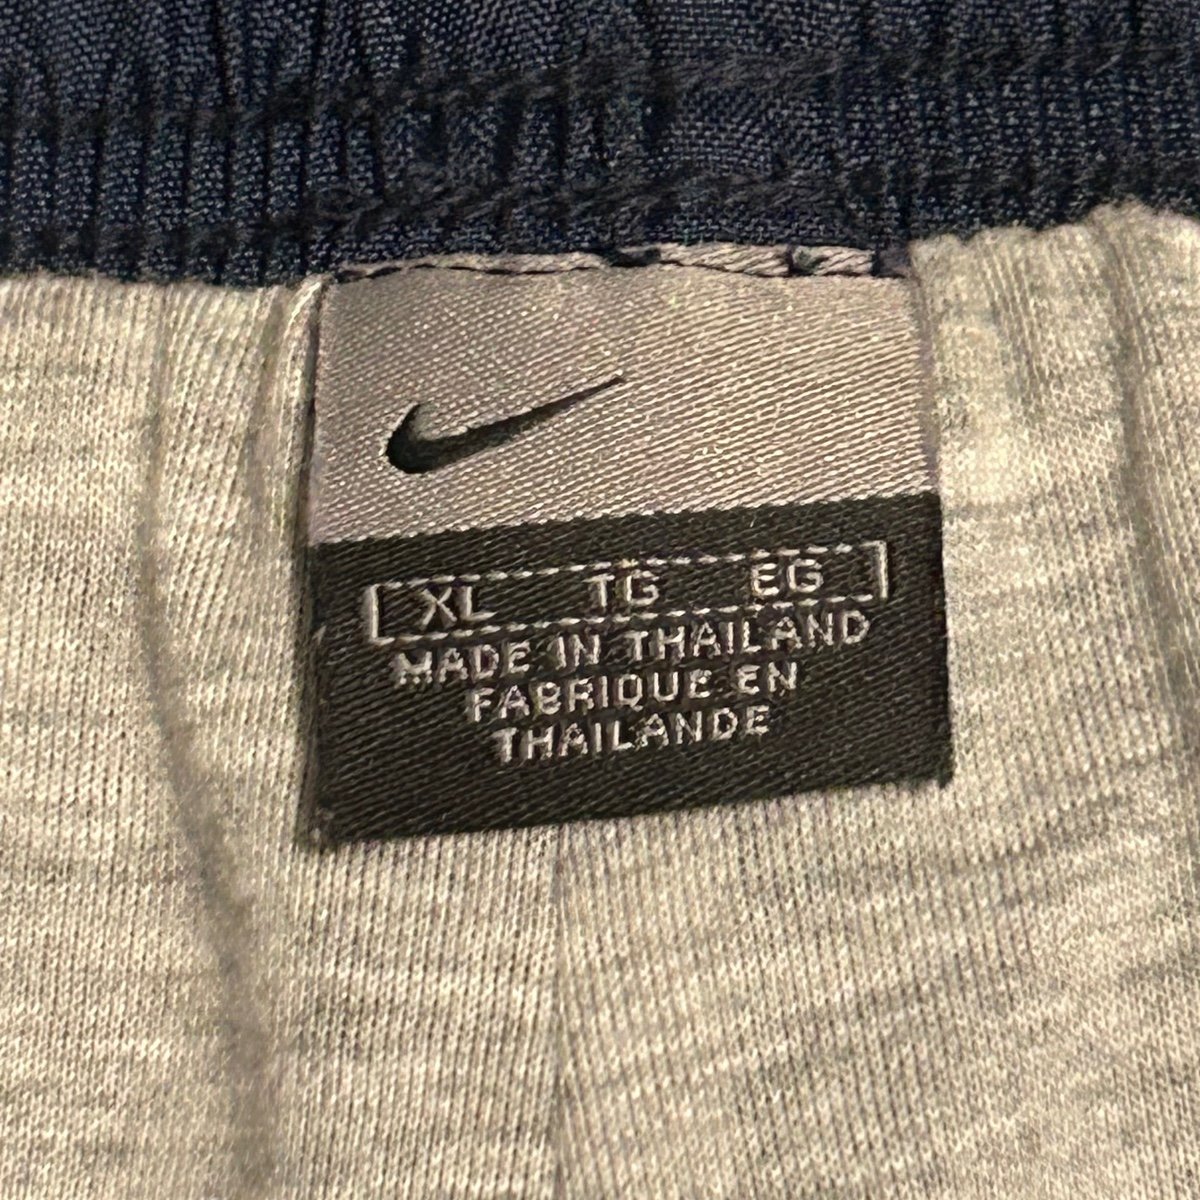 XL TG EG
MADE IN THAILAND
FABRIQUE EN
THAILANDE